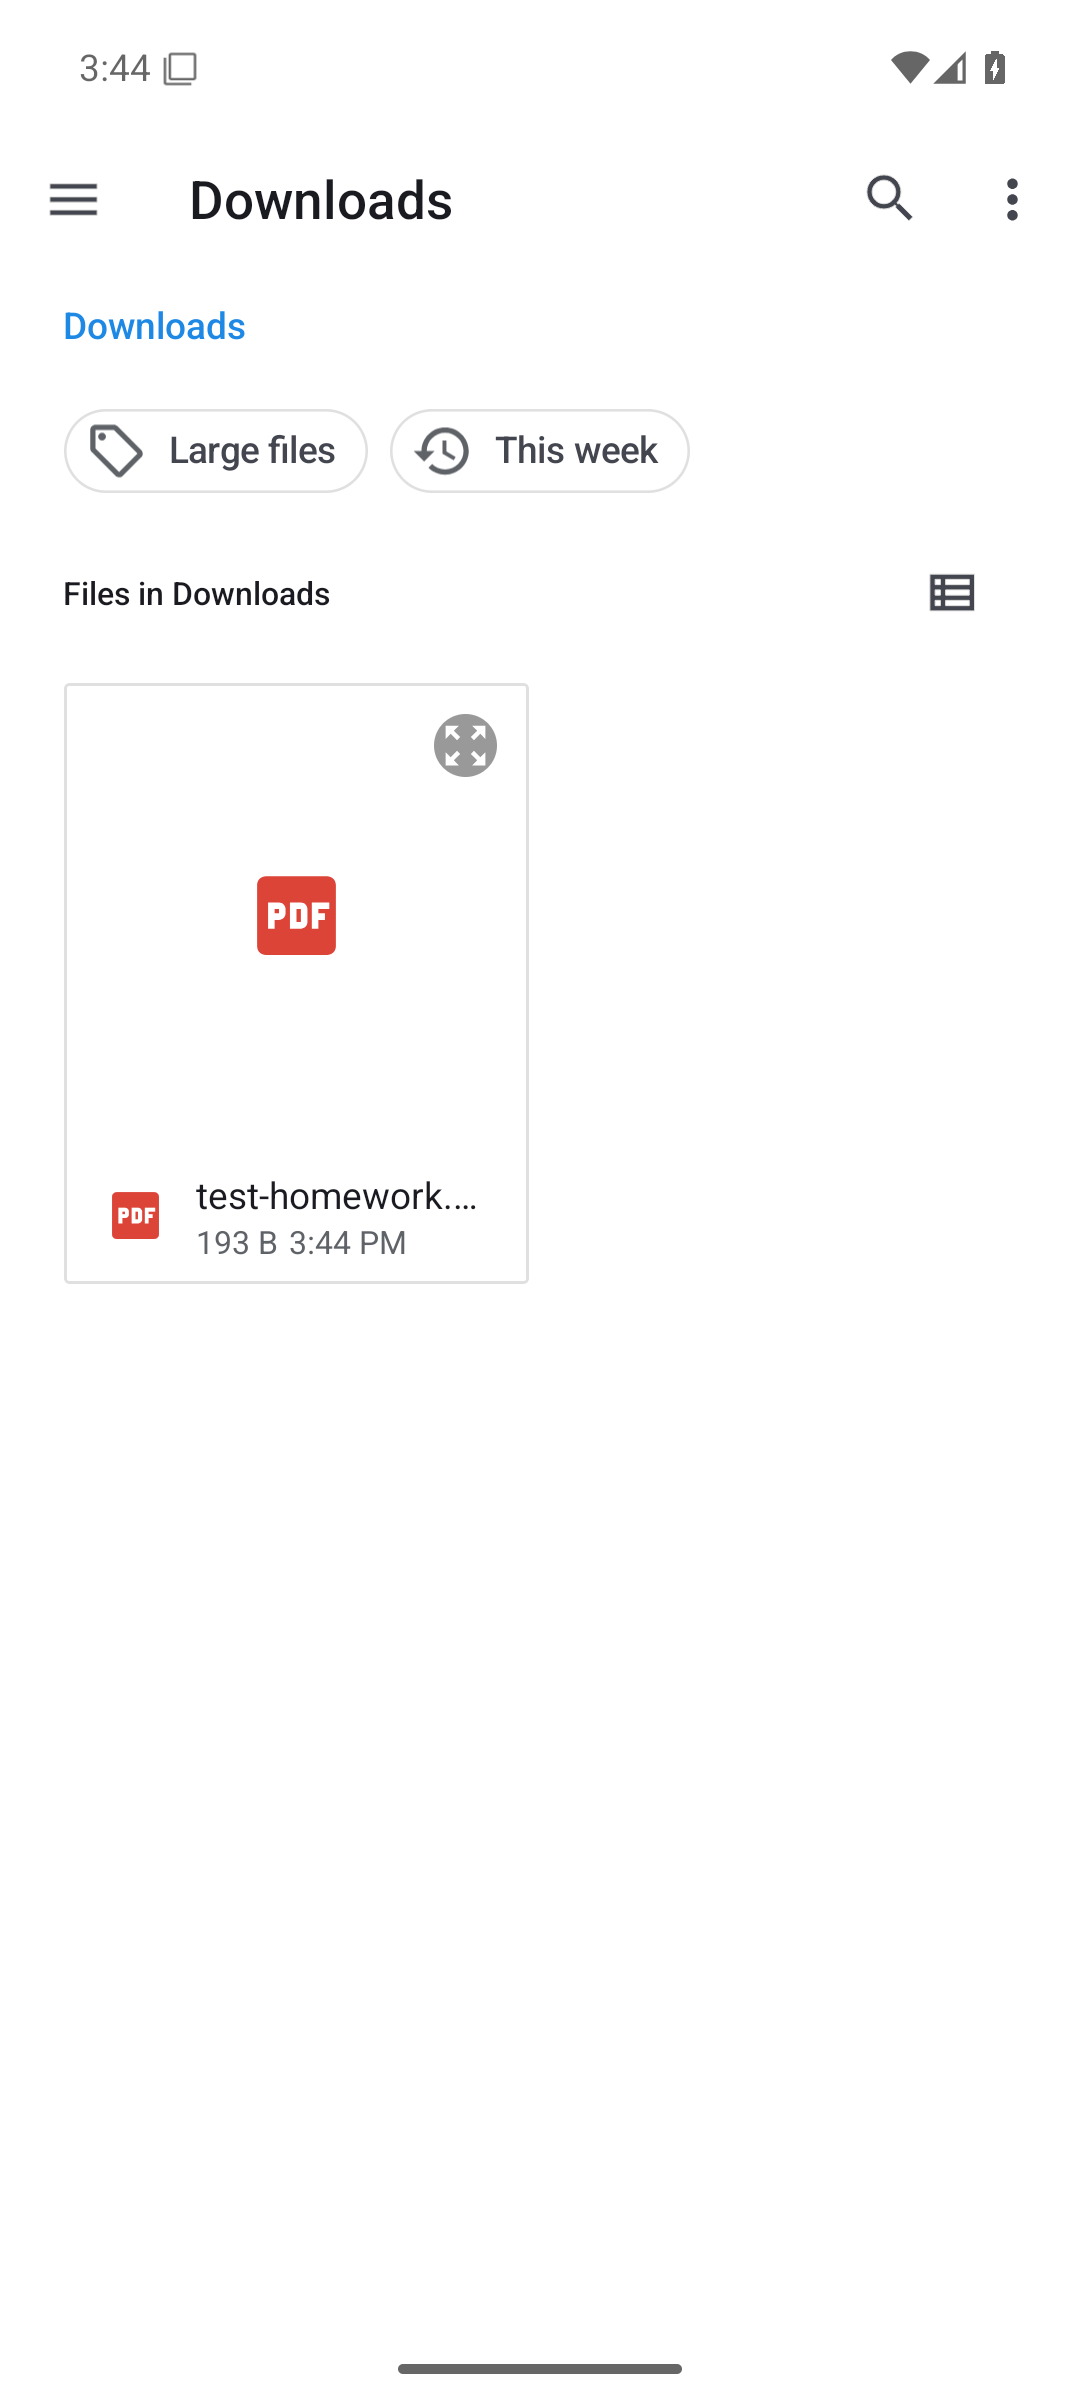 3:44
Downloads
Downloads
Large files
This week
Files in Downloads
PDF
PDF
test-homework....
193 B 3:44 PM